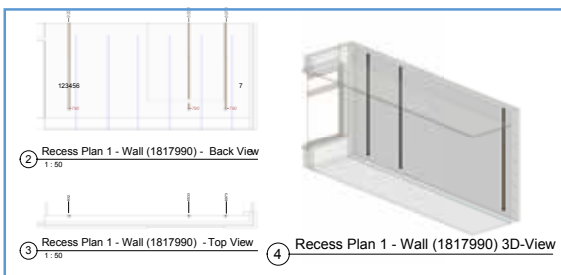 123456
7
2
Recess Plan 1 - Wall (1817990) - Back View
1 : 50
3
Recess Plan 1 - Wall (1817990) - Top View
1 : 50
4
Recess Plan 1 - Wall (1817990) 3D-View